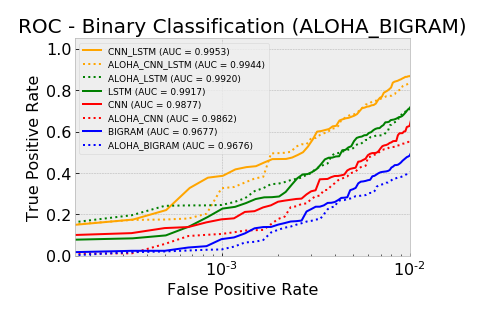 ROC - Binary Classification (ALOHA_BIGRAM)
True Positive Rate
1.0
0.8
0.6
0.4
0.2
0.0
CNN_LSTM (AUC = 0.9953)
ALOHA_CNN_LSTM (AUC = 0.9944)
ALOHA_LSTM (AUC = 0.9920)
LSTM (AUC = 0.9917)
CNN (AUC = 0.9877)
ALOHA_CNN (AUC = 0.9862)
BIGRAM (AUC = 0.9677)
ALOHA_BIGRAM (AUC = 0.9676)
10⁻³
10⁻²
False Positive Rate